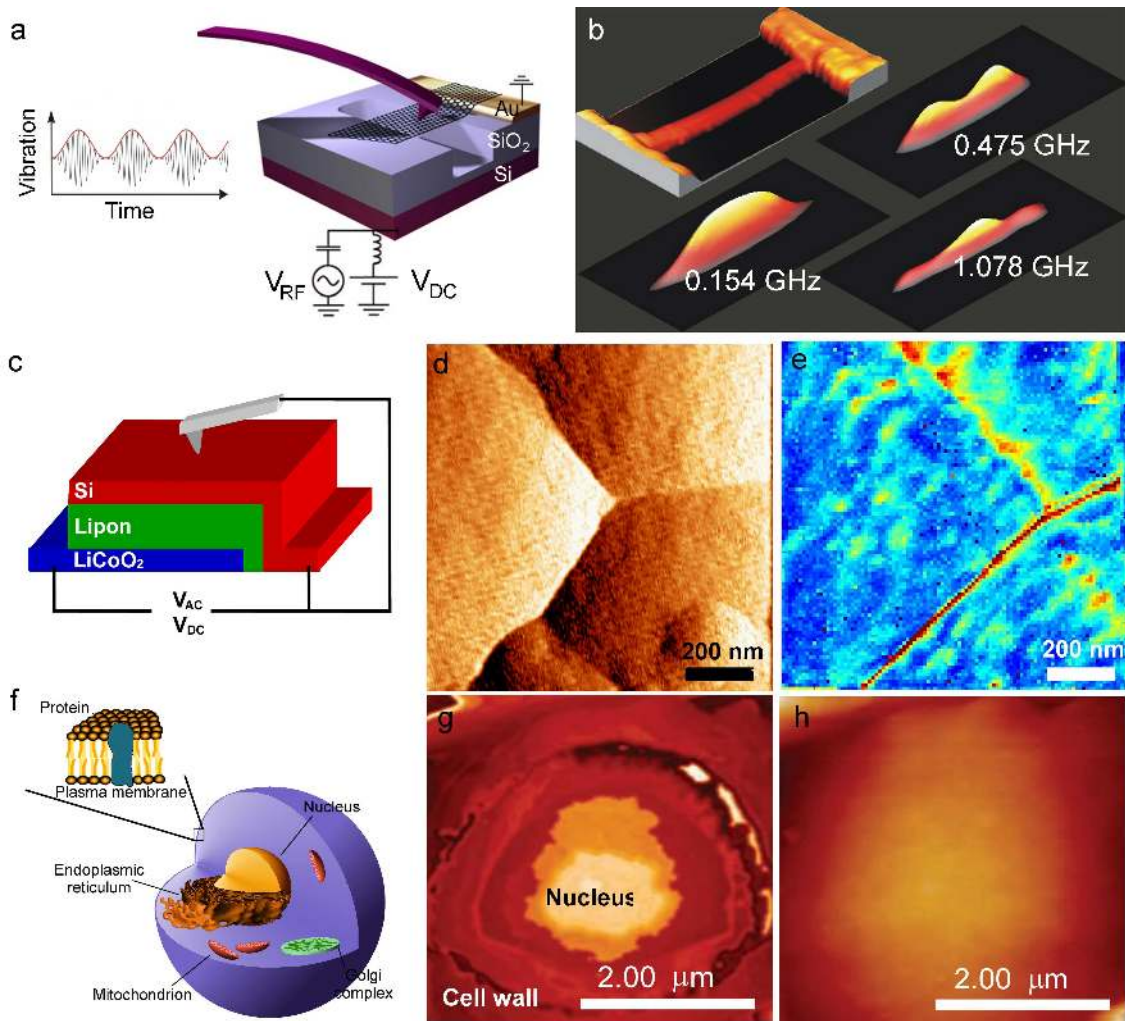 a
Vibration
Time
Au
SiO2
Si
VRF
VDC
b
0.475 GHz
0.154 GHz
1.078 GHz
c
Si
Lipon
LiCoO2
VAC
VDC
d
200 nm
e
200 nm
f
Protein
Plasma membrane
Nucleus
Endoplasmic
reticulum
Mitochondrion
Golgi
complex
g
Nucleus
2.00 μm
Cell wall
h
2.00 μm